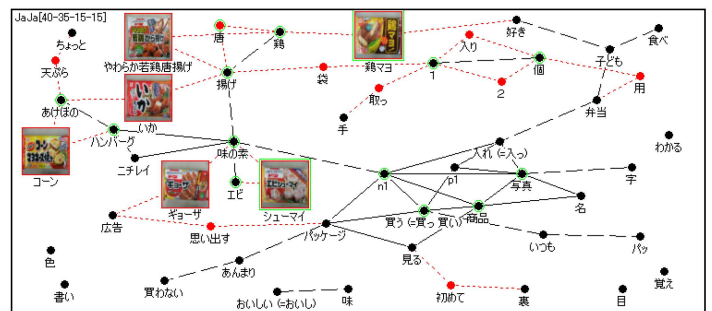 JaJa[40-35-15-15]
ちょっと
唐
鶏
好き
食べ
入り
子ども
やわらか若鶏唐揚げ
鶏マヨ
天ぷら
揚げ
袋
1
個
用
2
取っ
あけぼの
いか
手
弁当
ハンバーグ
わかる
味の素
入れ (=入っ)
コーン
ニチレイ
n1
p1
写真
字
エビ
ギョーザ
シューマイ
買う (=買っ 買い)
商品
名
広告
思い出す
パッケージ
いつも
パッ
色
見る
あんまり
覚え
書い
買わない
おいしい (=おいし)
味
初めて
裏
目